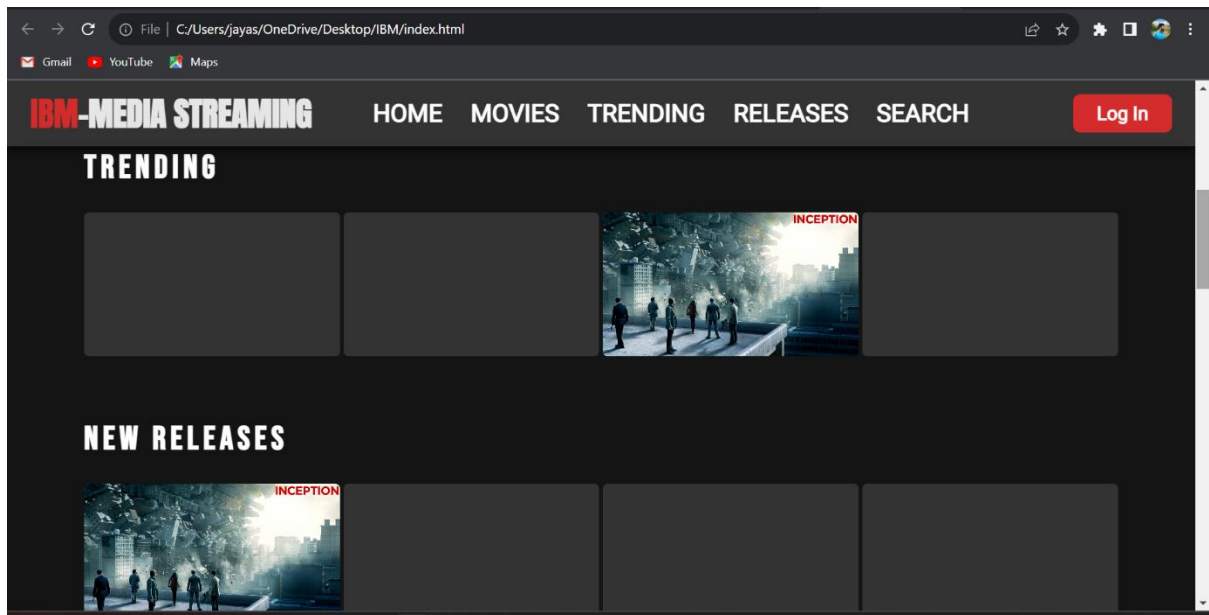 File | C:/Users/jayas/OneDrive/Desktop/IBM/index.html
Gmail YouTube Maps
IBM-MEDIA STREAMING HOME MOVIES TRENDING RELEASES SEARCH Log In
TRENDING
INCEPTION
NEW RELEASES
INCEPTION